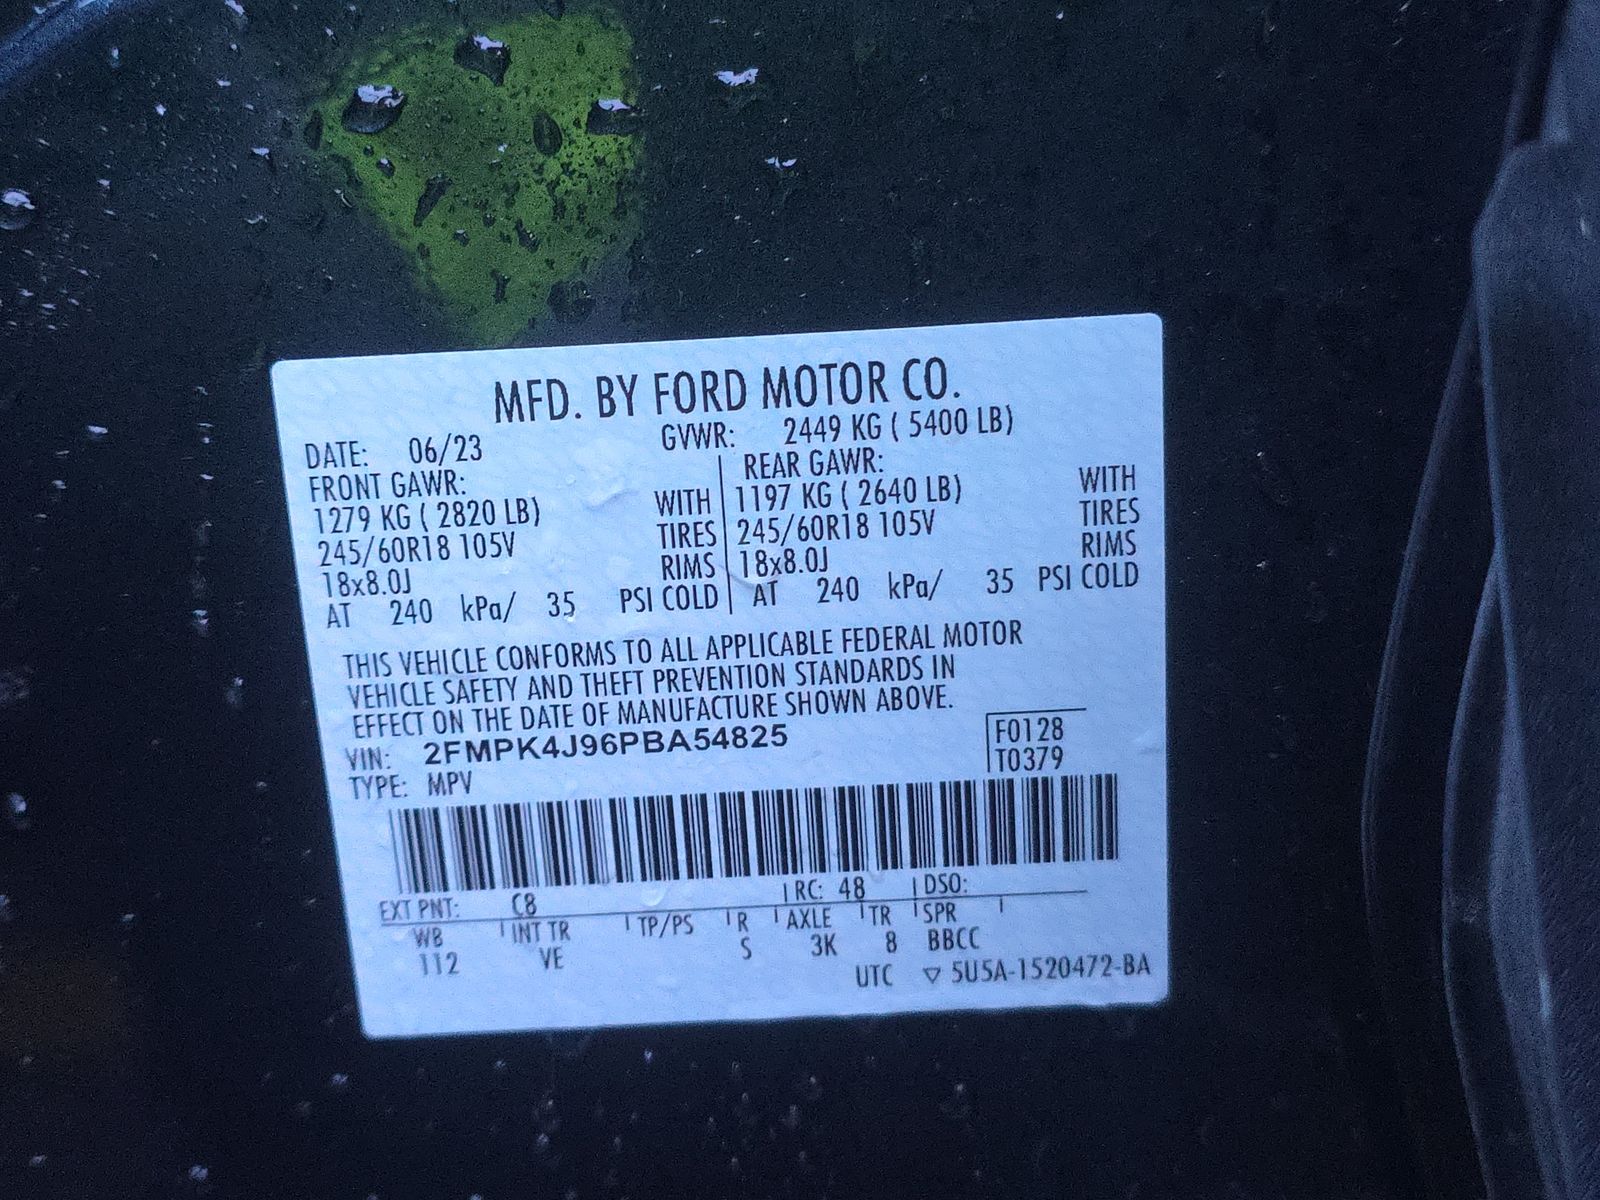 MFD. BY FORD MOTOR CO.
DATE: 06/23 GVWR: 2449 KG ( 5400 LB)
FRONT GAWR: REAR GAWR:
1279 KG ( 2820 LB) WITH 1197 KG ( 2640 LB) WITH
245/60R18 105V TIRES 245/60R18 105V TIRES
18x8.0J RIMS 18x8.0J RIMS
AT 240 kPa/ 35 PSI COLD AT 240 kPa/ 35 PSI COLD
THIS VEHICLE CONFORMS TO ALL APPLICABLE FEDERAL MOTOR
VEHICLE SAFETY AND THEFT PREVENTION STANDARDS IN
EFFECT ON THE DATE OF MANUFACTURE SHOWN ABOVE.
VIN: 2FMPK4J96PBA54825 F0128
TYPE: MPV T0379
EXT PNT: C8 RC: 48 DSO:
WB INT TR TP/PS R AXLE TR SPR
112 VE S 3K 8 BBCC
UTC ▽ 5U5A-1520472-BA